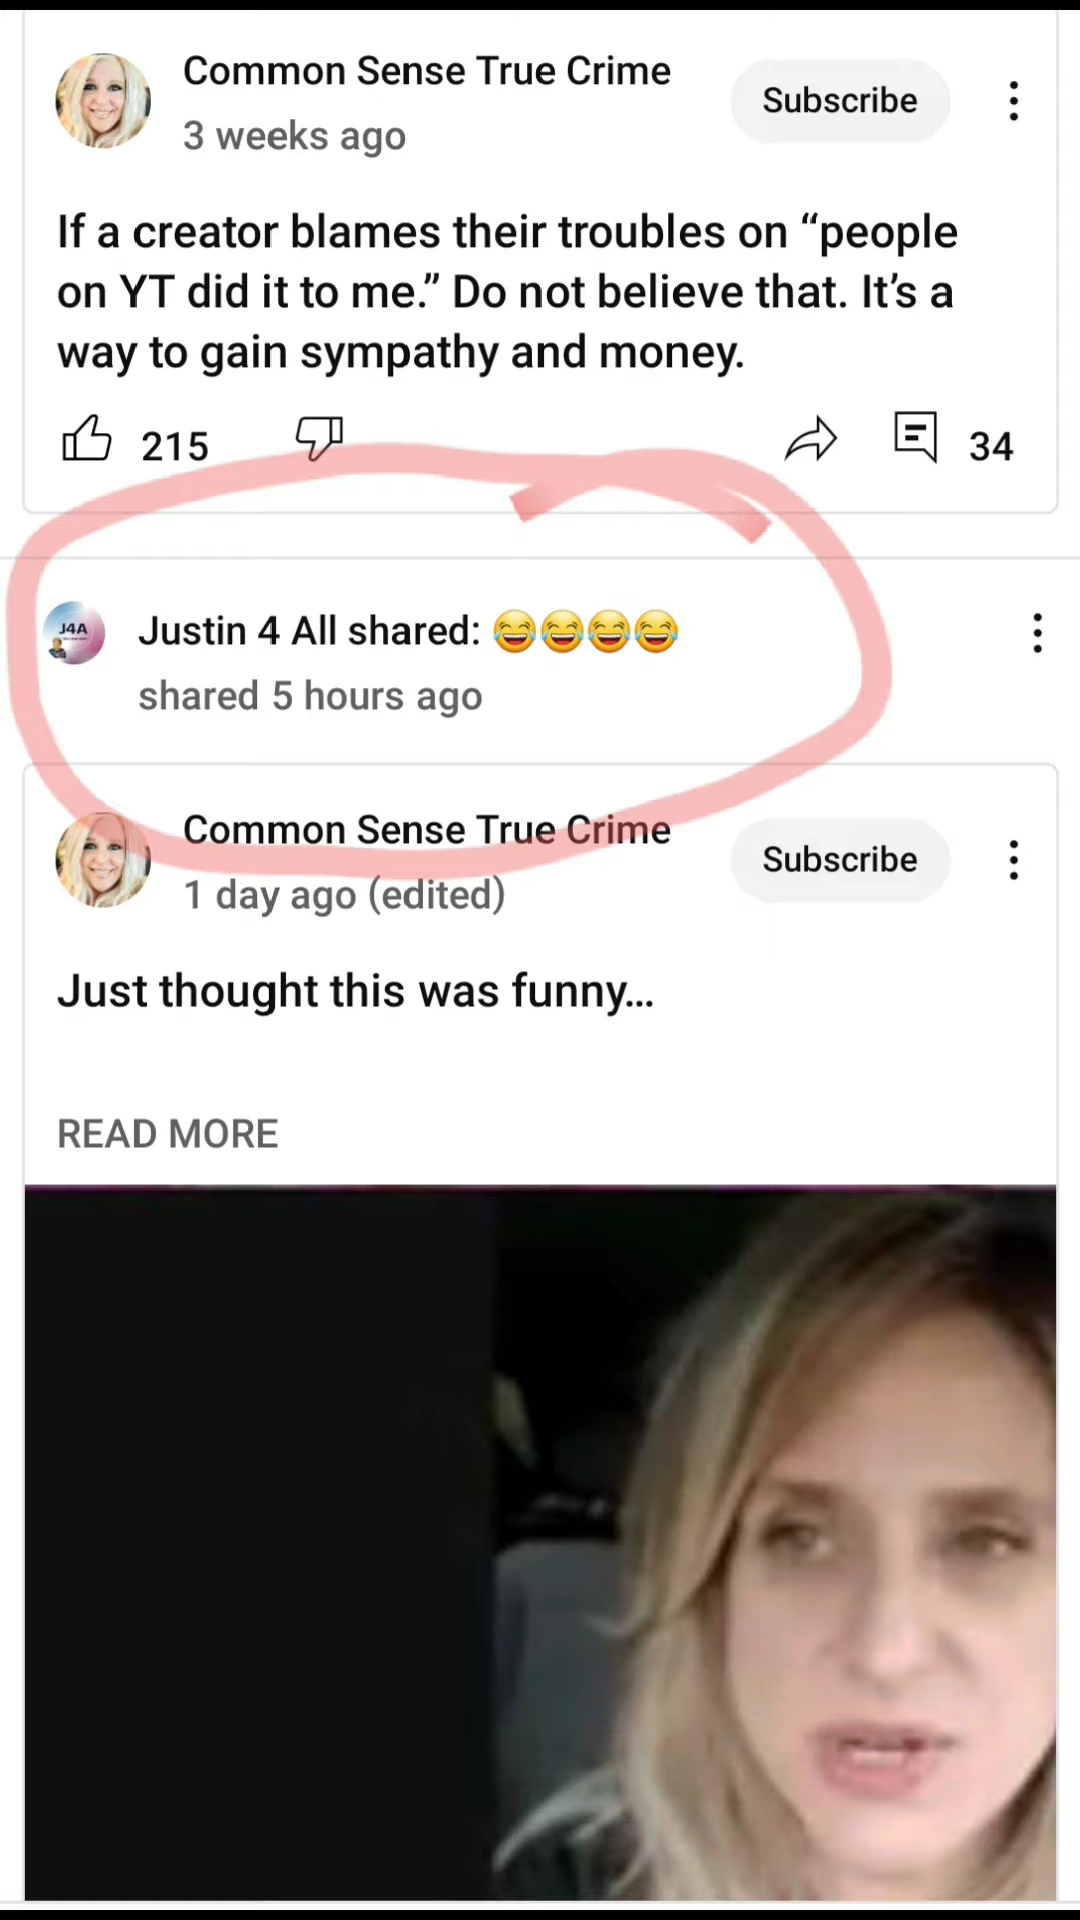 Common Sense True Crime
3 weeks ago
Subscribe
If a creator blames their troubles on “people
on YT did it to me.” Do not believe that. It’s a
way to gain sympathy and money.
215
34
J4A
Justin 4 All shared: 😂😂😂😂
shared 5 hours ago
Common Sense True Crime
1 day ago (edited)
Subscribe
Just thought this was funny...
READ MORE